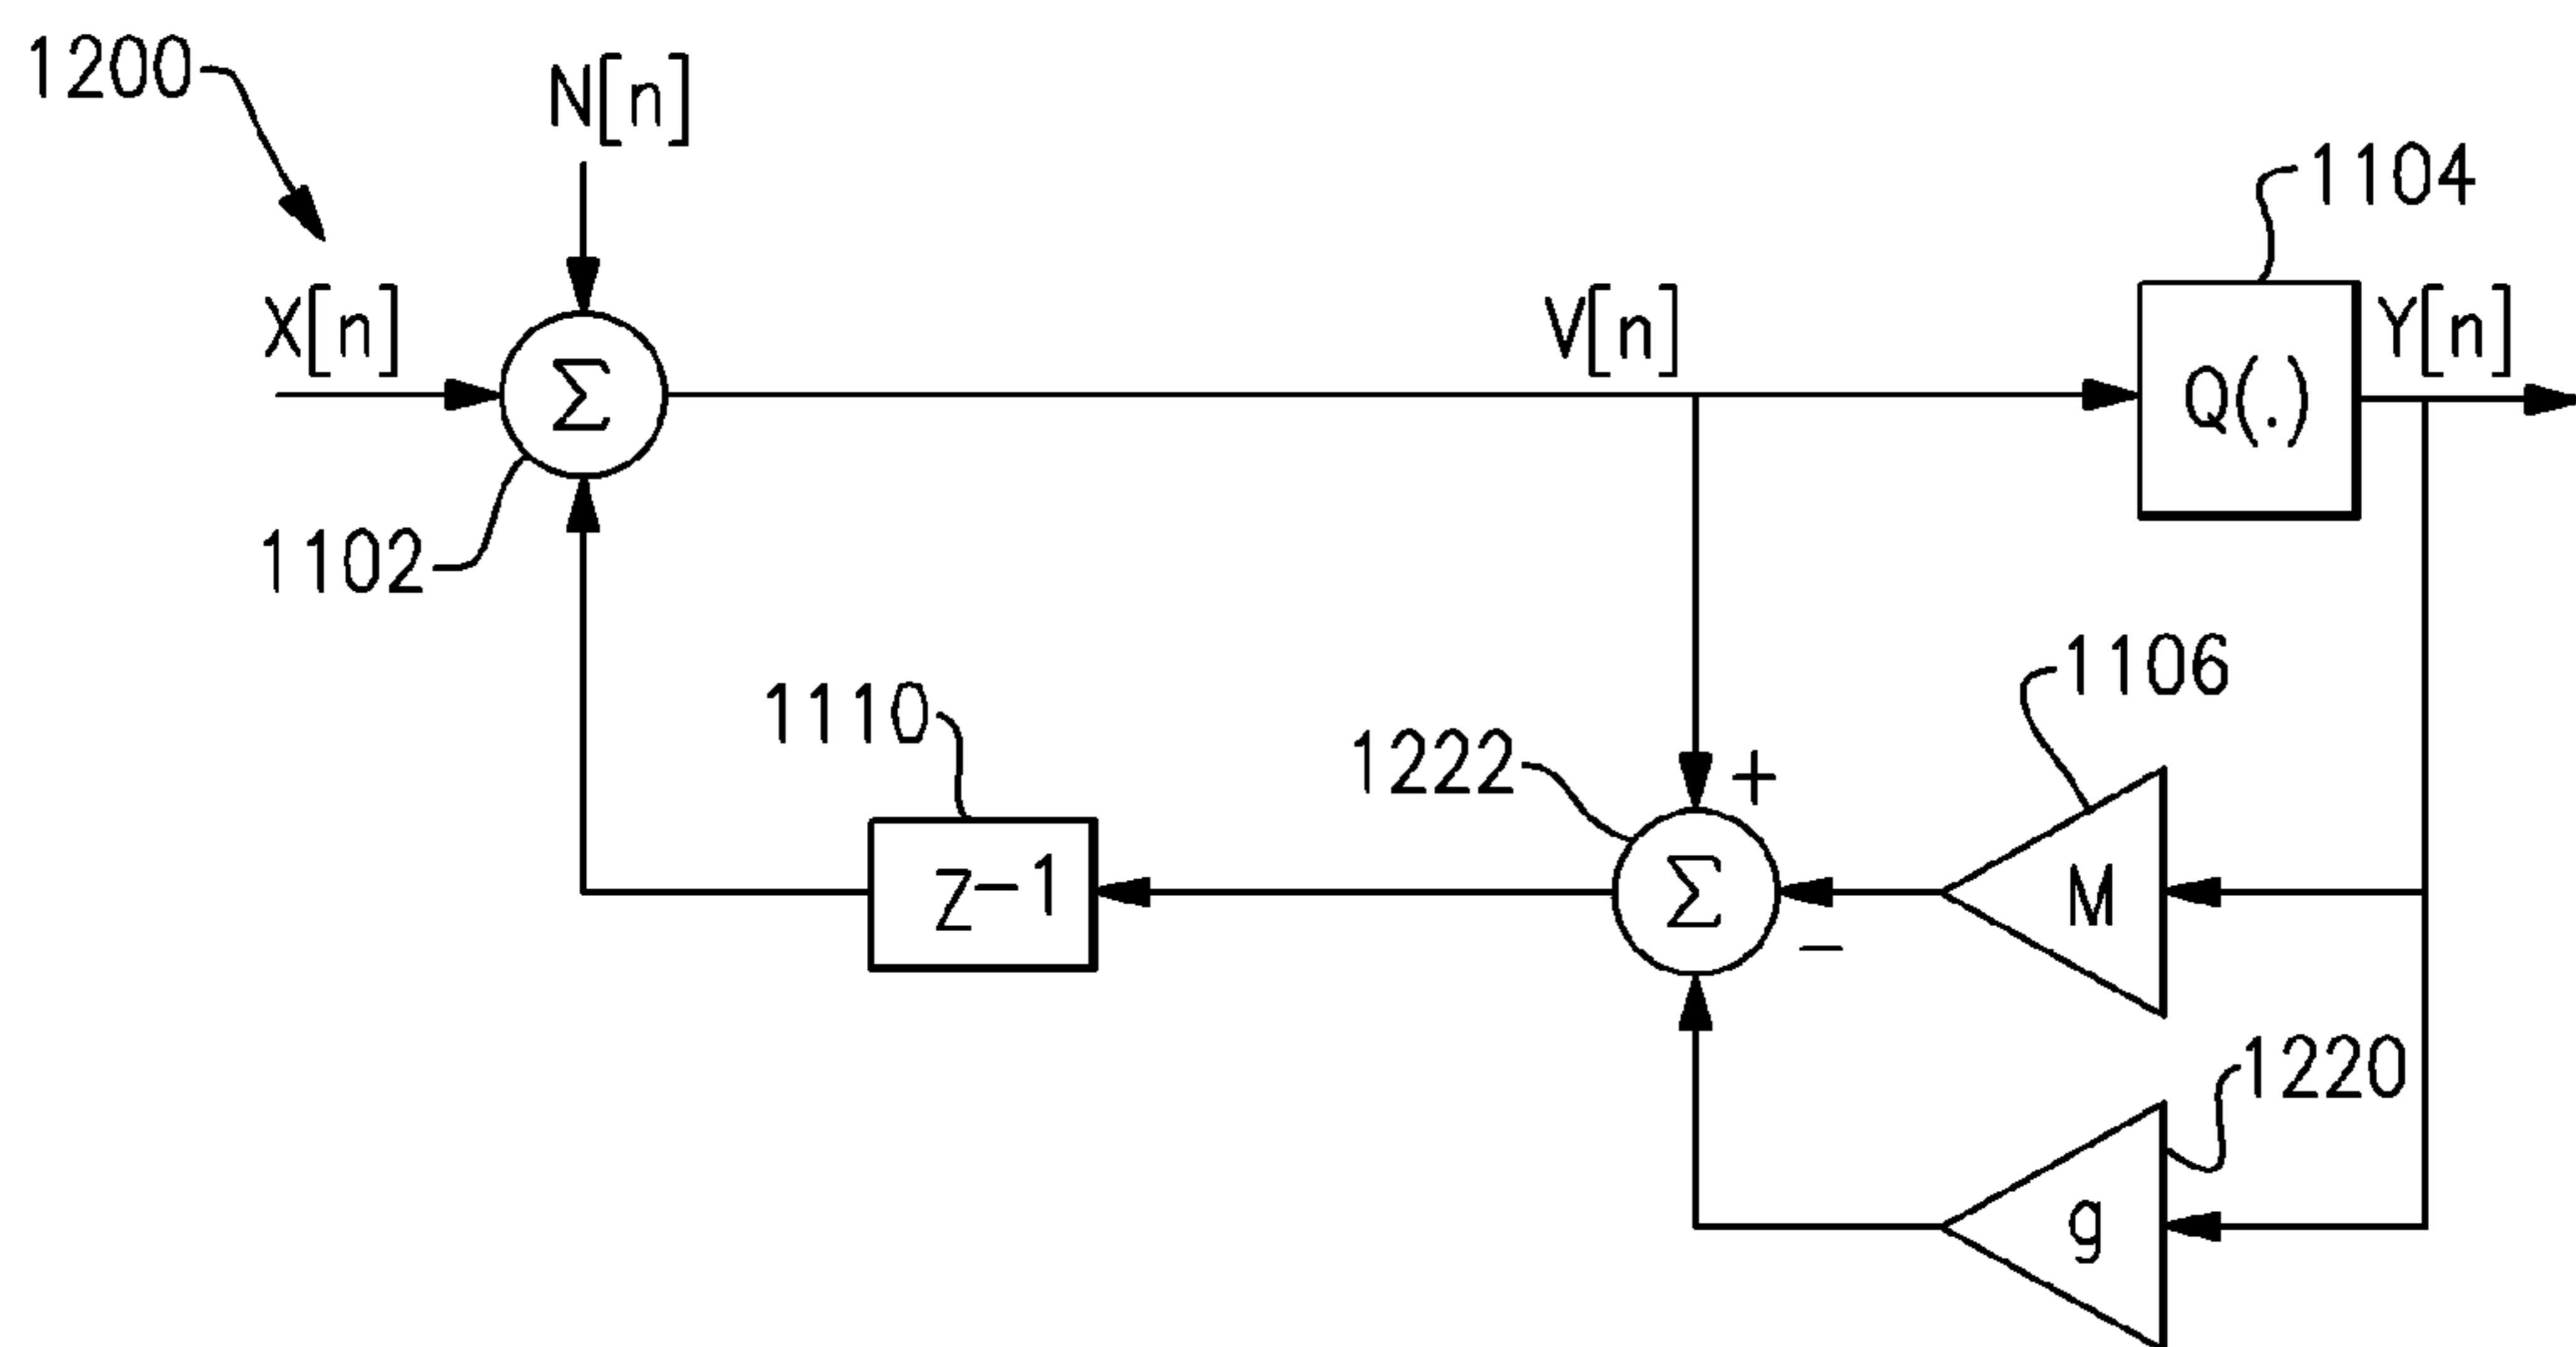 1200
N[n]
1104
X[n]
V[n]
Y[n]
Σ
Q(.)
1102
1106
1110
1222
+
Z-1
Σ
M
-
1220
g